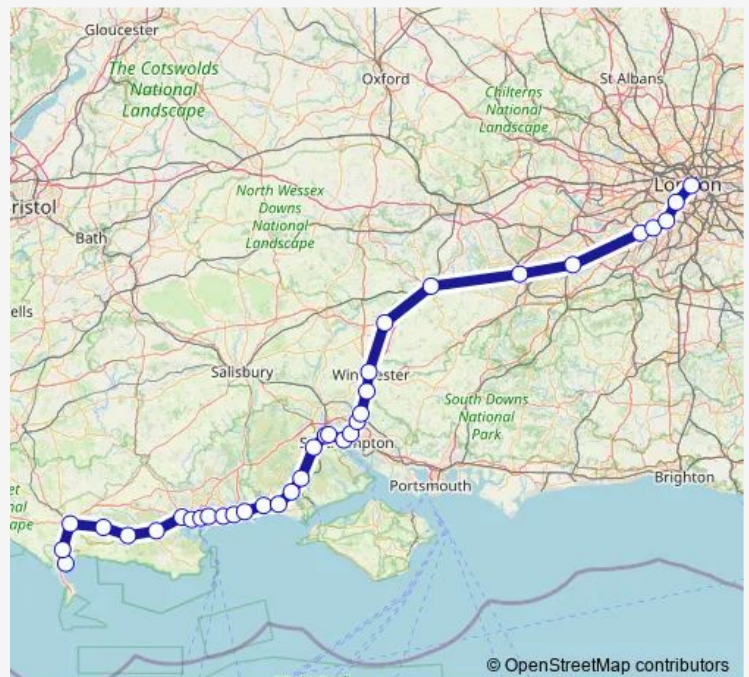 Gloucester
The Cotswolds
National
Landscape
Oxford
St Albans
Chilterns
National
Landscape
London
North Wessex
Downs
National
Landscape
ristol
Bath
ells
Salisbury
Winchester
South Downs
National
Park
Southampton
Portsmouth
Brighton
et
nal
ape
© OpenStreetMap contributors